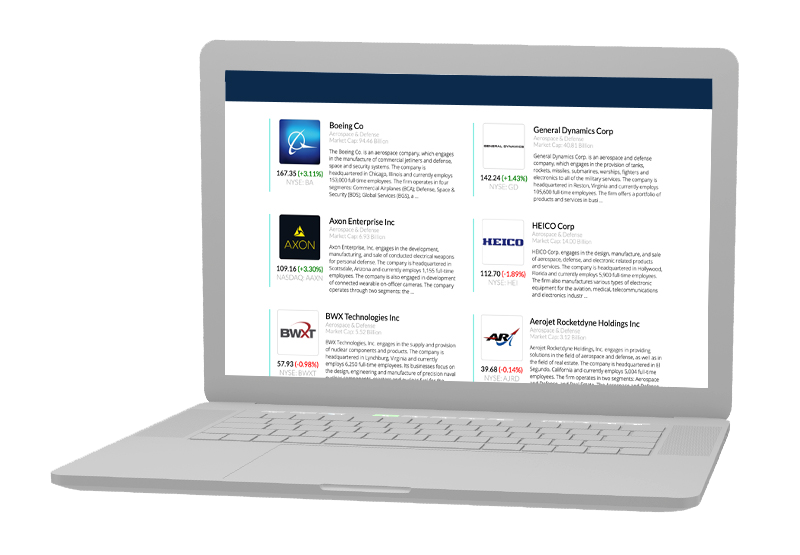 Boeing Co
Aerospace & Defense
Market Cap: 94.46 Billion
The Boeing Co. is an aerospace company, which engages
in the manufacture of commercial jetliners and defense,
space and security systems. The company is
headquartered in Chicago, Illinois and currently employs
153,000 full-time employees. The firm operates in four
segments: Commercial Airplanes (BCA), Defense, Space &
Security (BDS), Global Services (BGS), a ...
167.35 (+3.11%)
NYSE: BA
GENERAL DYNAMICS
General Dynamics Corp
Aerospace & Defense
Market Cap: 40.81 Billion
General Dynamics Corp. is an aerospace and defense
company, which engages in the provision of tanks,
rockets, missiles, submarines, warships, fighters and
electronics to all of the military services. The company
is headquartered in Reston, Virginia and currently employs
105,600 full-time employees. The firm offers a portfolio of
products and services in busi ...
142.24 (+1.43%)
NYSE: GD
AXON
Axon Enterprise Inc
Aerospace & Defense
Market Cap: 6.93 Billion
Axon Enterprise, Inc. engages in the development,
manufacturing, and sale of conducted electrical weapons
for personal defense. The company is headquartered in
Scottsdale, Arizona and currently employs 1,155 full-time
employees. The company is also engaged in development
of connected wearable on-officer cameras. The company
operates through two segments: the ...
109.16 (+3.30%)
NASDAQ: AAXN
HEICO
HEICO Corp
Aerospace & Defense
Market Cap: 14.00 Billion
HEICO Corp. engages in the design, manufacture, and sale
of aerospace, defense, and electronic related products
and services. The company is headquartered in Hollywood,
Florida and currently employs 5,900 full-time employees.
The firm also manufactures various types of electronic
equipment for the aviation, medical, telecommunications
and electronics industr ...
112.70 (-1.89%)
NYSE: HEI
BWXT
BWX Technologies Inc
Aerospace & Defense
Market Cap: 5.52 Billion
BWX Technologies, Inc. engages in the supply and provision
of nuclear components and products. The company is
headquartered in Lynchburg, Virginia and currently
employs 6,250 full-time employees. Its businesses focus on
the design, engineering and manufacture of precision naval
57.93 (-0.98%)
NYSE: BWXT
AR
Aerojet Rocketdyne Holdings Inc
Aerospace & Defense
Market Cap: 3.12 Billion
Aerojet Rocketdyne Holdings, Inc. engages in providing
solutions in the field of aerospace and defense, as well as in
the field of real estate. The company is headquartered in El
Segundo, California and currently employs 5,004 full-time
employees. The firm operates in two segments: Aerospace
39.68 (-0.14%)
NYSE: AJRD